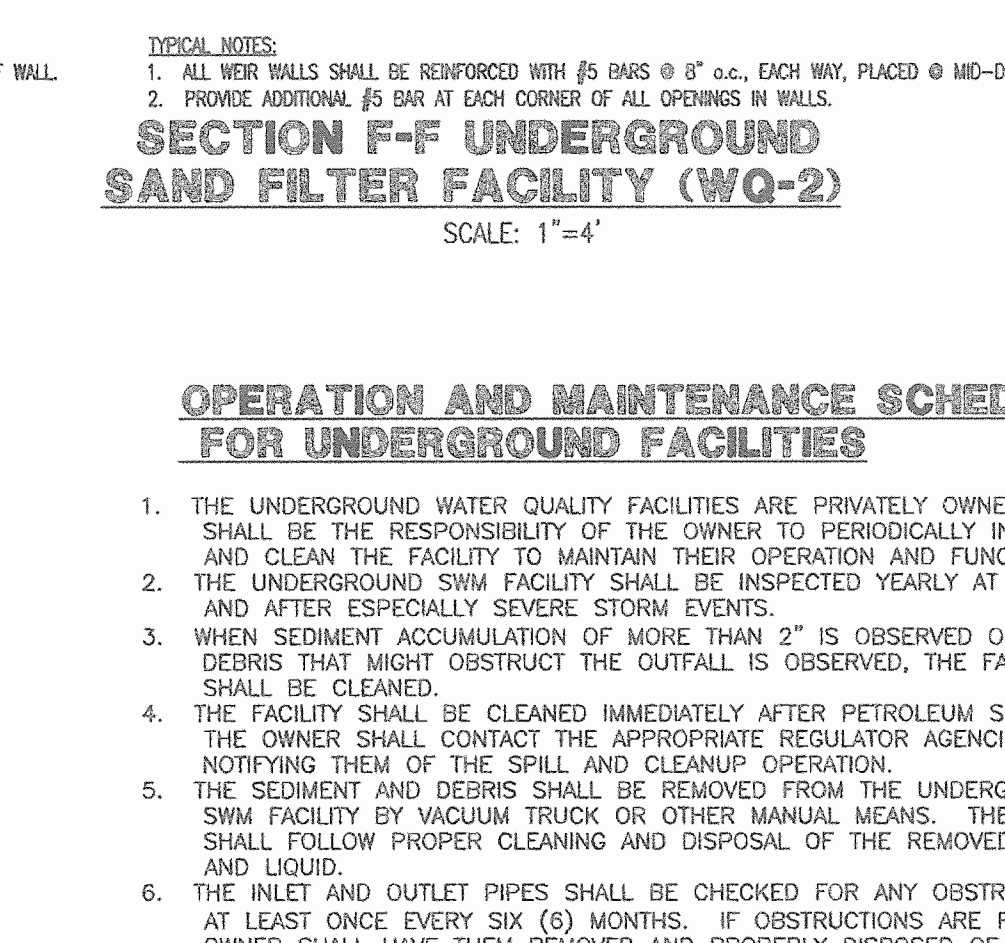 TYPICAL NOTES:
WALL.
1. ALL WEIR WALLS SHALL BE REINFORCED WITH #5 BARS @ 8" o.c., EACH WAY, PLACED @ MID-D
2. PROVIDE ADDITIONAL #5 BAR AT EACH CORNER OF ALL OPENINGS IN WALLS.
SECTION F-F UNDERGROUND
SAND FILTER FACILITY (WQ-2)
SCALE: 1"=4'
OPERATION AND MAINTENANCE SCHED
FOR UNDERGROUND FACILITIES
1. THE UNDERGROUND WATER QUALITY FACILITIES ARE PRIVATELY OWNE
SHALL BE THE RESPONSIBILITY OF THE OWNER TO PERIODICALLY IN
AND CLEAN THE FACILITY TO MAINTAIN THEIR OPERATION AND FUNC
2. THE UNDERGROUND SWM FACILITY SHALL BE INSPECTED YEARLY AT
AND AFTER ESPECIALLY SEVERE STORM EVENTS.
3. WHEN SEDIMENT ACCUMULATION OF MORE THAN 2" IS OBSERVED O
DEBRIS THAT MIGHT OBSTRUCT THE OUTFALL IS OBSERVED, THE FA
SHALL BE CLEANED.
4. THE FACILITY SHALL BE CLEANED IMMEDIATELY AFTER PETROLEUM S
THE OWNER SHALL CONTACT THE APPROPRIATE REGULATOR AGENCI
NOTIFYING THEM OF THE SPILL AND CLEANUP OPERATION.
5. THE SEDIMENT AND DEBRIS SHALL BE REMOVED FROM THE UNDERG
SWM FACILITY BY VACUUM TRUCK OR OTHER MANUAL MEANS. THE
SHALL FOLLOW PROPER CLEANING AND DISPOSAL OF THE REMOVED
AND LIQUID.
6. THE INLET AND OUTLET PIPES SHALL BE CHECKED FOR ANY OBSTR
AT LEAST ONCE EVERY SIX (6) MONTHS. IF OBSTRUCTIONS ARE F
OWNER SHALL HAVE THEM REMOVED AND PROPERLY DISPOSED OF